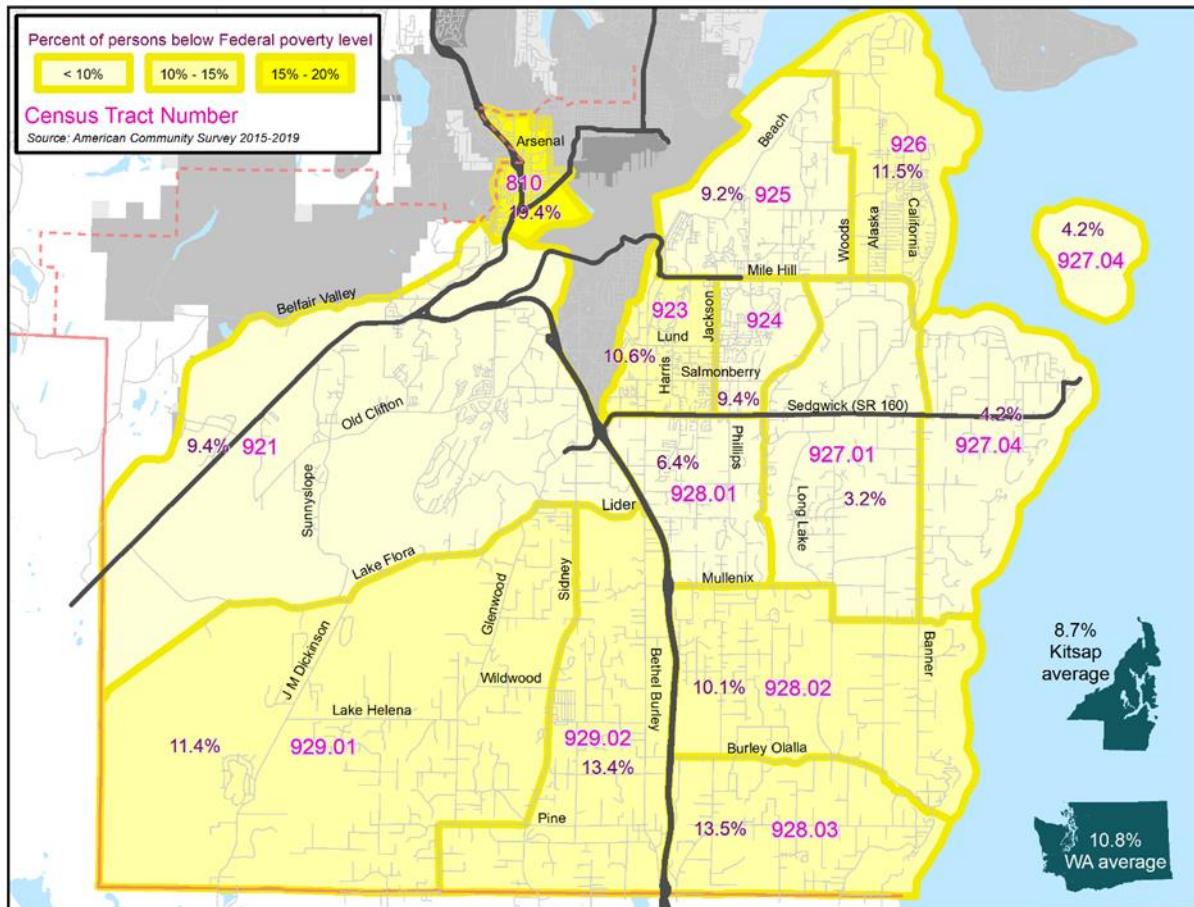 Percent of persons below Federal poverty level
< 10%
10% - 15%
15% - 20%
Census Tract Number
Source: American Community Survey 2015-2019
Arsenal
810
19.4%
Beach
926
11.5%
9.2%
925
Woods
Alaska
California
4.2%
927.04
Mile Hill
Belfair Valley
923
Jackson
924
Lund
10.6%
Harris
Salmonberry
9.4%
Sedgwick (SR 160)
4.2%
927.04
Old Clifton
9.4%
921
Sunnyslope
6.4%
Phillips
928.01
927.01
Long Lake
3.2%
Lider
Lake Flora
Sidney
Glenwood
Mullenix
J M Dickinson
Wildwood
Bethel Burley
Banner
8.7%
Kitsap
average
10.1%
928.02
Lake Helena
11.4%
929.01
929.02
13.4%
Burley Olalla
Pine
13.5%
928.03
10.8%
WA average